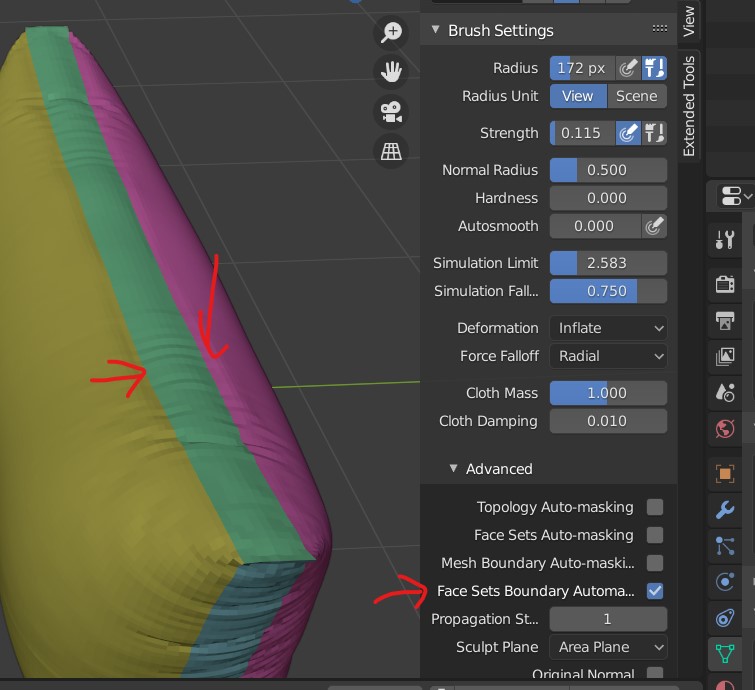 View
Extended Tools
Brush Settings
Radius 172 px
Radius Unit View Scene
Strength 0.115
Normal Radius 0.500
Hardness 0.000
Autosmooth 0.000
Simulation Limit 2.583
Simulation Fall... 0.750
Deformation Inflate
Force Falloff Radial
Cloth Mass 1.000
Cloth Damping 0.010
Advanced
Topology Auto-masking
Face Sets Auto-masking
Mesh Boundary Auto-maski...
Face Sets Boundary Automa...
Propagation St... 1
Sculpt Plane Area Plane
Original Normal